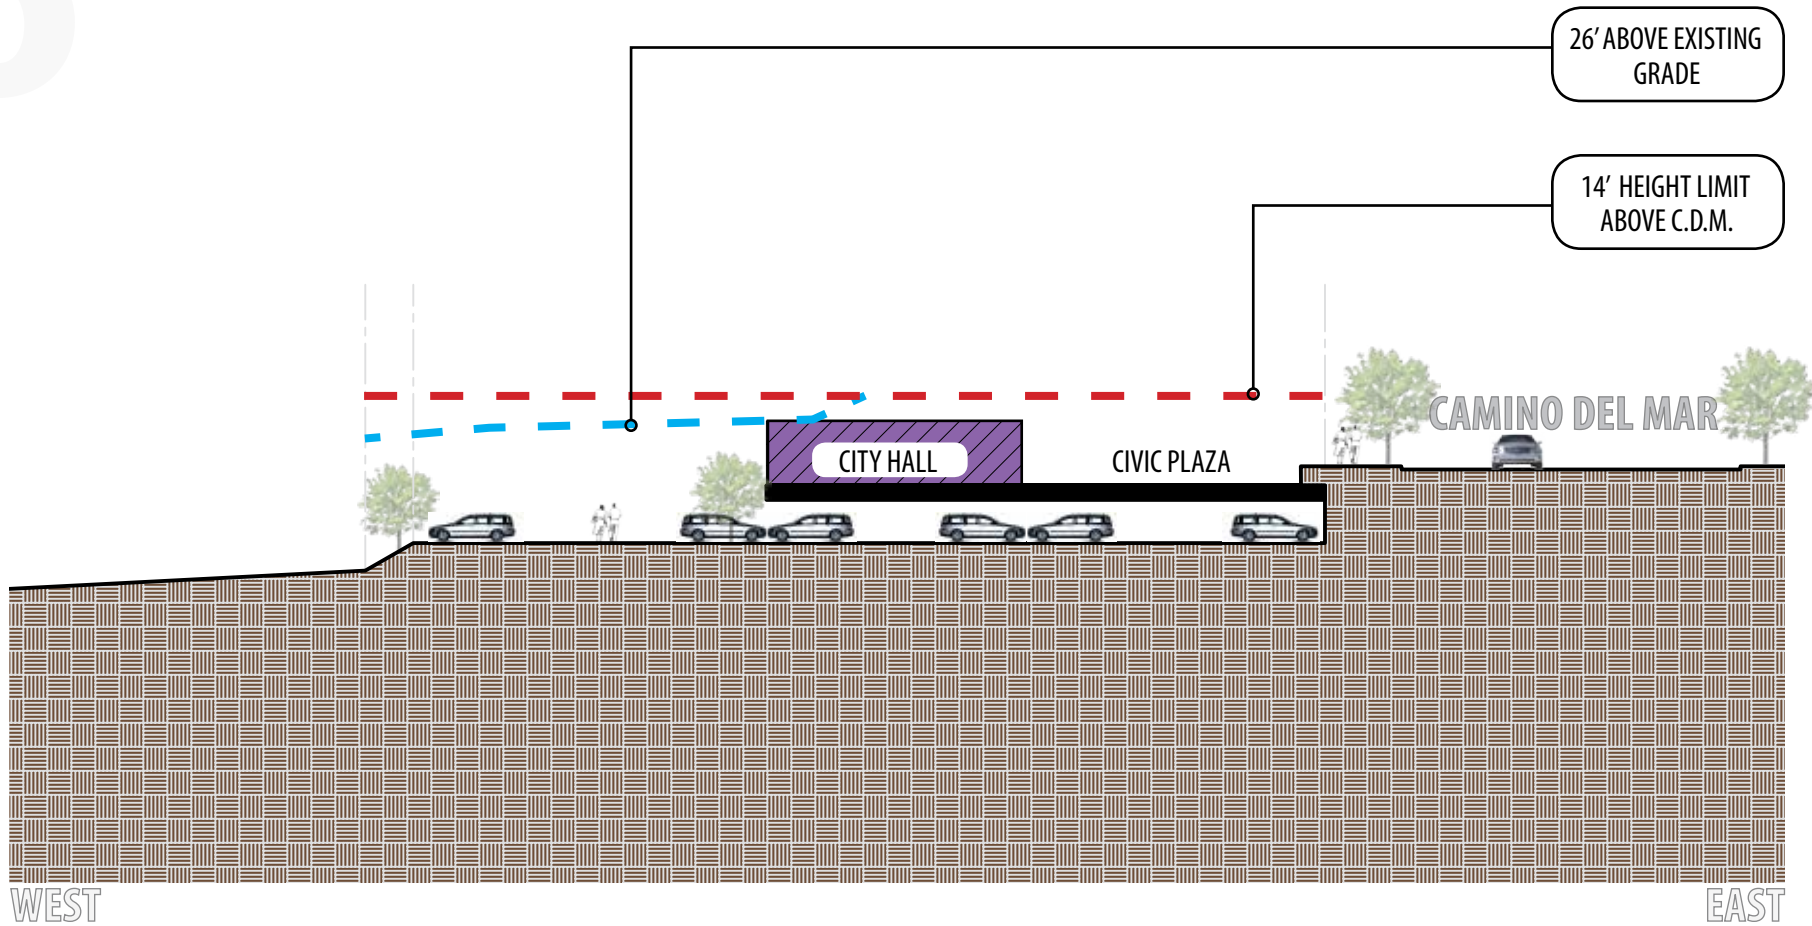 26' ABOVE EXISTING
GRADE
14' HEIGHT LIMIT
ABOVE C.D.M.
CAMINO DEL MAR
CITY HALL
CIVIC PLAZA
WEST
EAST